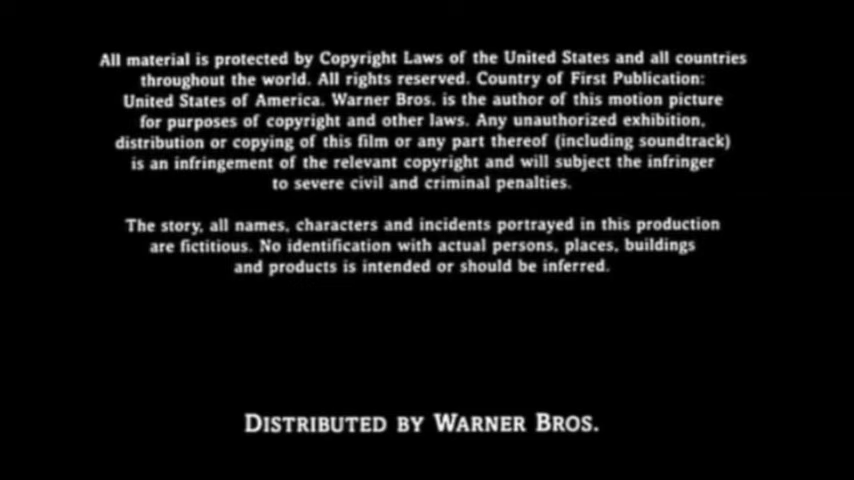 All material is protected by Copyright Laws of the United States and all countries
throughout the world. All rights reserved. Country of First Publication:
United States of America. Warner Bros. is the author of this motion picture
for purposes of copyright and other laws. Any unauthorized exhibition,
distribution or copying of this film or any part thereof (including soundtrack)
is an infringement of the relevant copyright and will subject the infringer
to severe civil and criminal penalties.
The story, all names, characters and incidents portrayed in this production
are fictitious. No identification with actual persons, places, buildings
and products is intended or should be inferred.
DISTRIBUTED BY WARNER BROS.